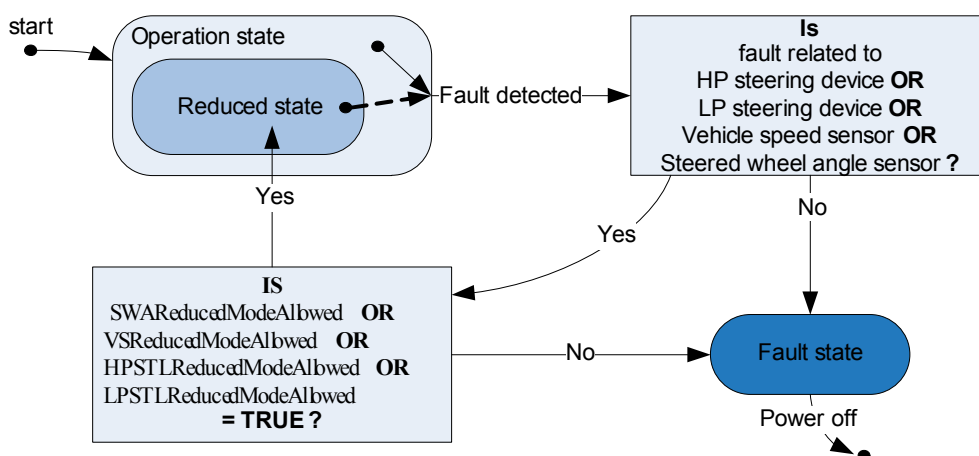 start
Operation state
Reduced state
Fault detected
Is
fault related to
HP steering device OR
LP steering device OR
Vehicle speed sensor OR
Steered wheel angle sensor ?
Yes
Yes
No
IS
SWAReducedModeAllowed OR
VSReducedModeAllowed OR
HPSTLReducedModeAllowed OR
LPSTLReducedModeAllowed
= TRUE ?
No
Fault state
Power off